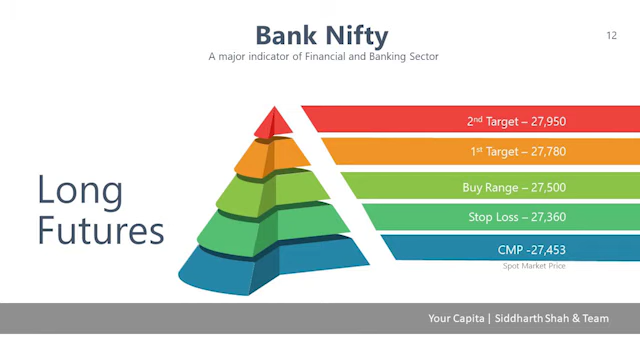 Bank Nifty
A major indicator of Financial and Banking Sector
12
Long
Futures
2nd Target – 27,950
1st Target – 27,780
Buy Range – 27,500
Stop Loss – 27,360
CMP -27,453
Spot Market Price
Your Capita | Siddharth Shah & Team